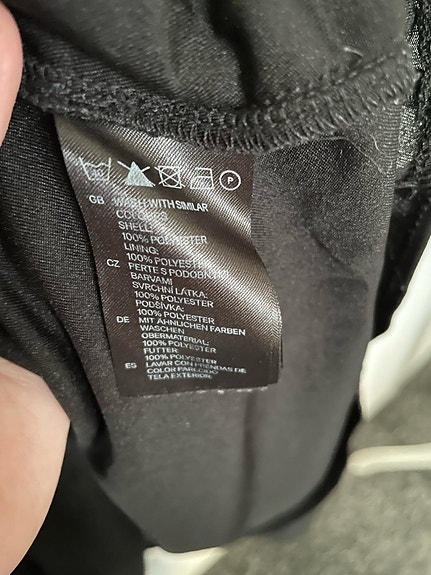 P
GB WASH WITH SIMILAR
COLOURS
SHELL:
100% POLYESTER
LINING:
100% POLYESTER
CZ PERTE S PODOBNÝMI
BARVAMI
SVRCHNÍ LÁTKA:
100% POLYESTER
PODŠÍVKA:
100% POLYESTER
DE MIT ÄHNLICHEN FARBEN
WASCHEN
OBERMATERIAL:
100% POLYESTER
FUTTER:
100% POLYESTER
ES LAVAR CON PRENDAS DE
COLOR PARECIDO
TELA EXTERIOR: